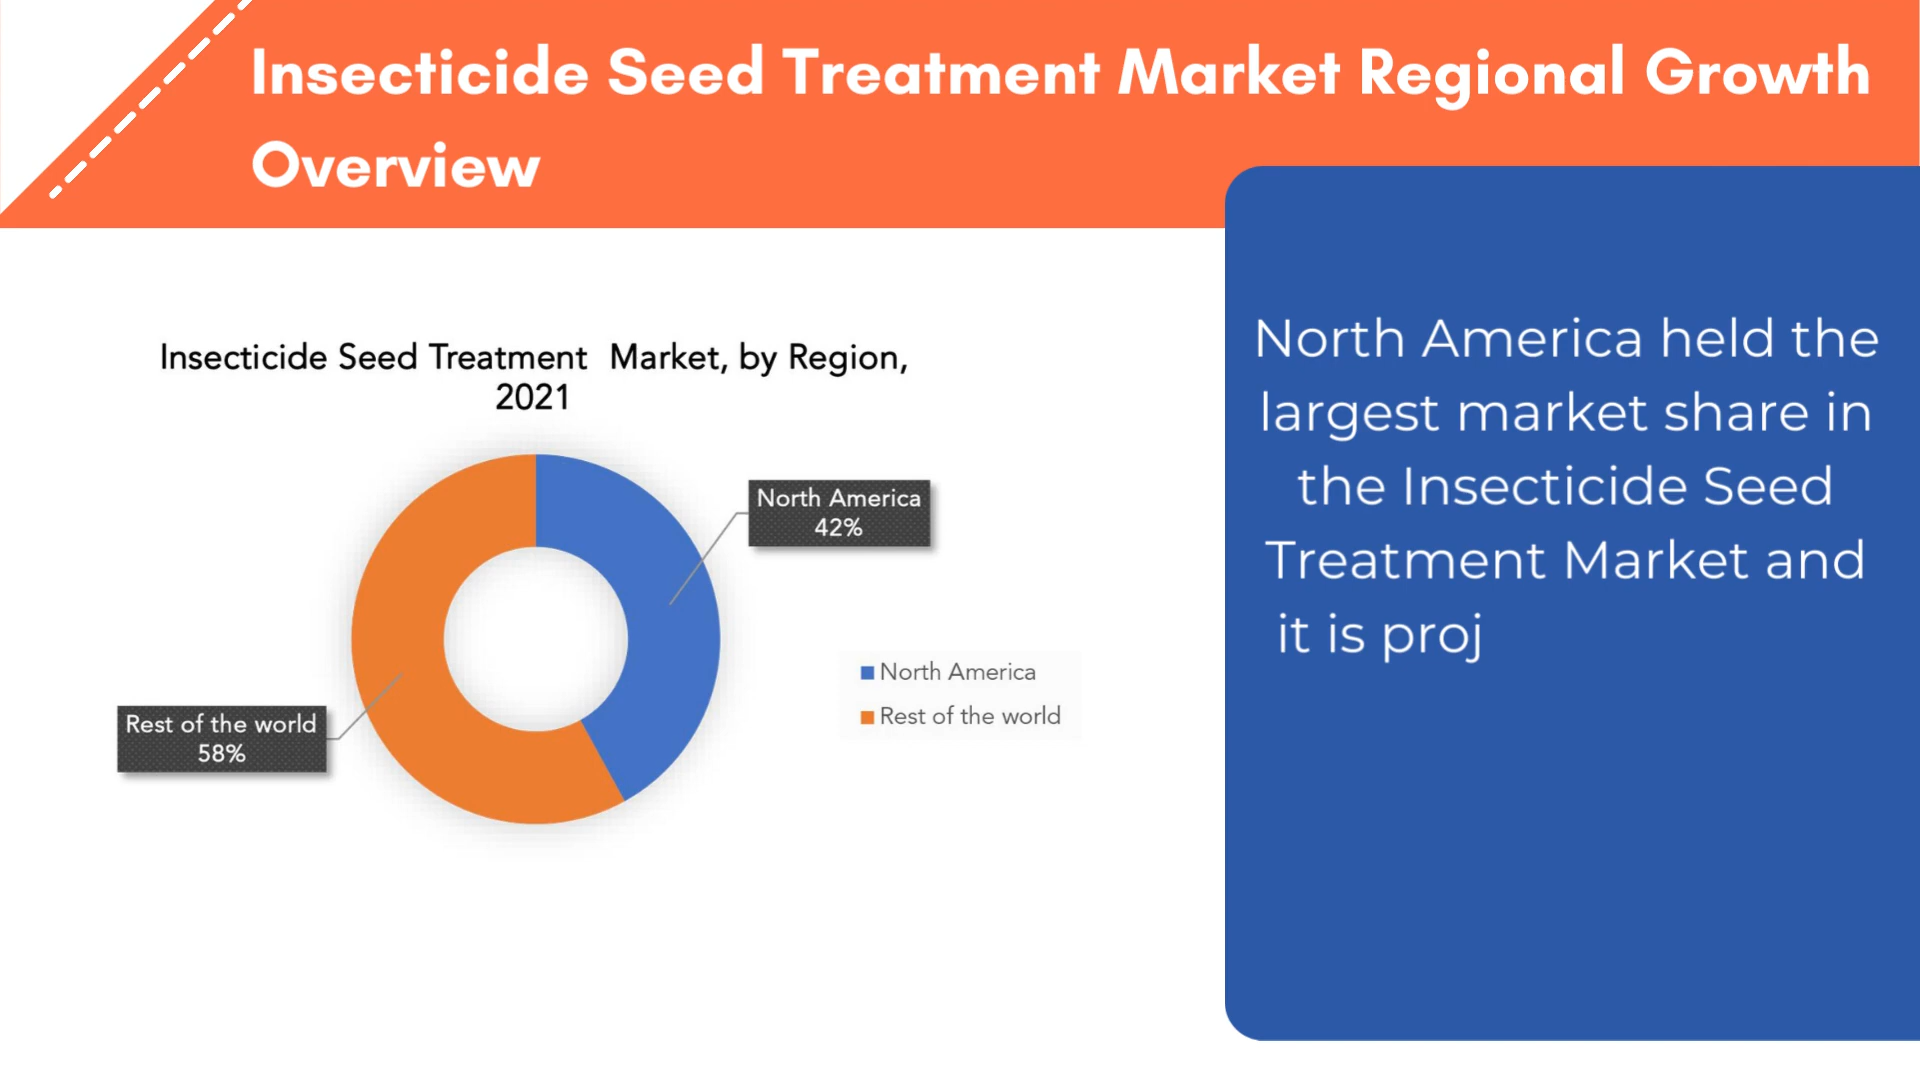 Insecticide Seed Treatment Market Regional Growth
Overview
Insecticide Seed Treatment Market, by Region,
2021
North America
42%
Rest of the world
58%
North America
Rest of the world
North America held the
largest market share in
the Insecticide Seed
Treatment Market and
it is proj